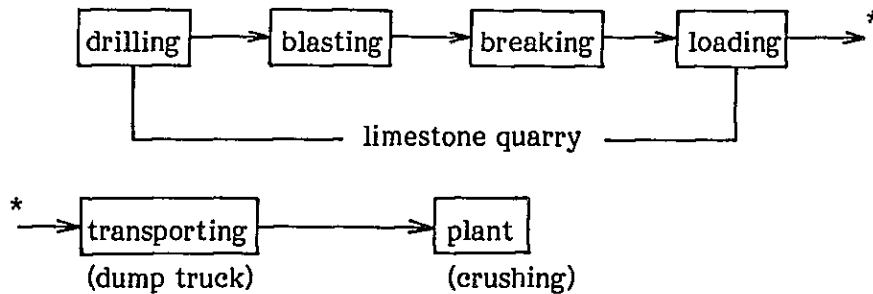 drilling blasting breaking loading *
limestone quarry
* transporting plant
(dump truck) (crushing)